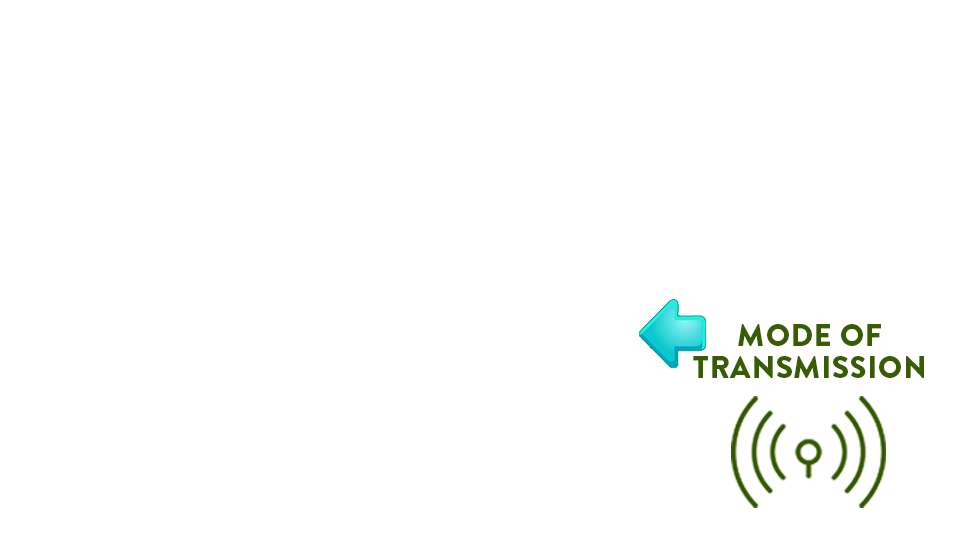 MODE OF
TRANSMISSION